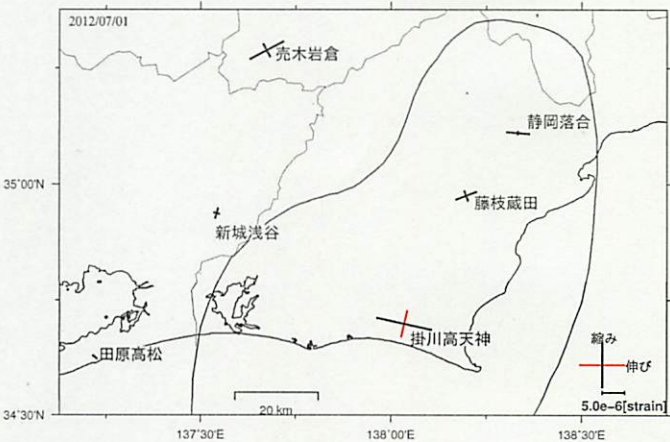 2012/07/01
売木岩倉
静岡落合
35°00'N
藤枝蔵田
新城浅谷
掛川高天神
縮み
田原高松
伸び
5.0e-6[strain]
20 km
34°30'N
137°30'E
138°00'E
138°30'E